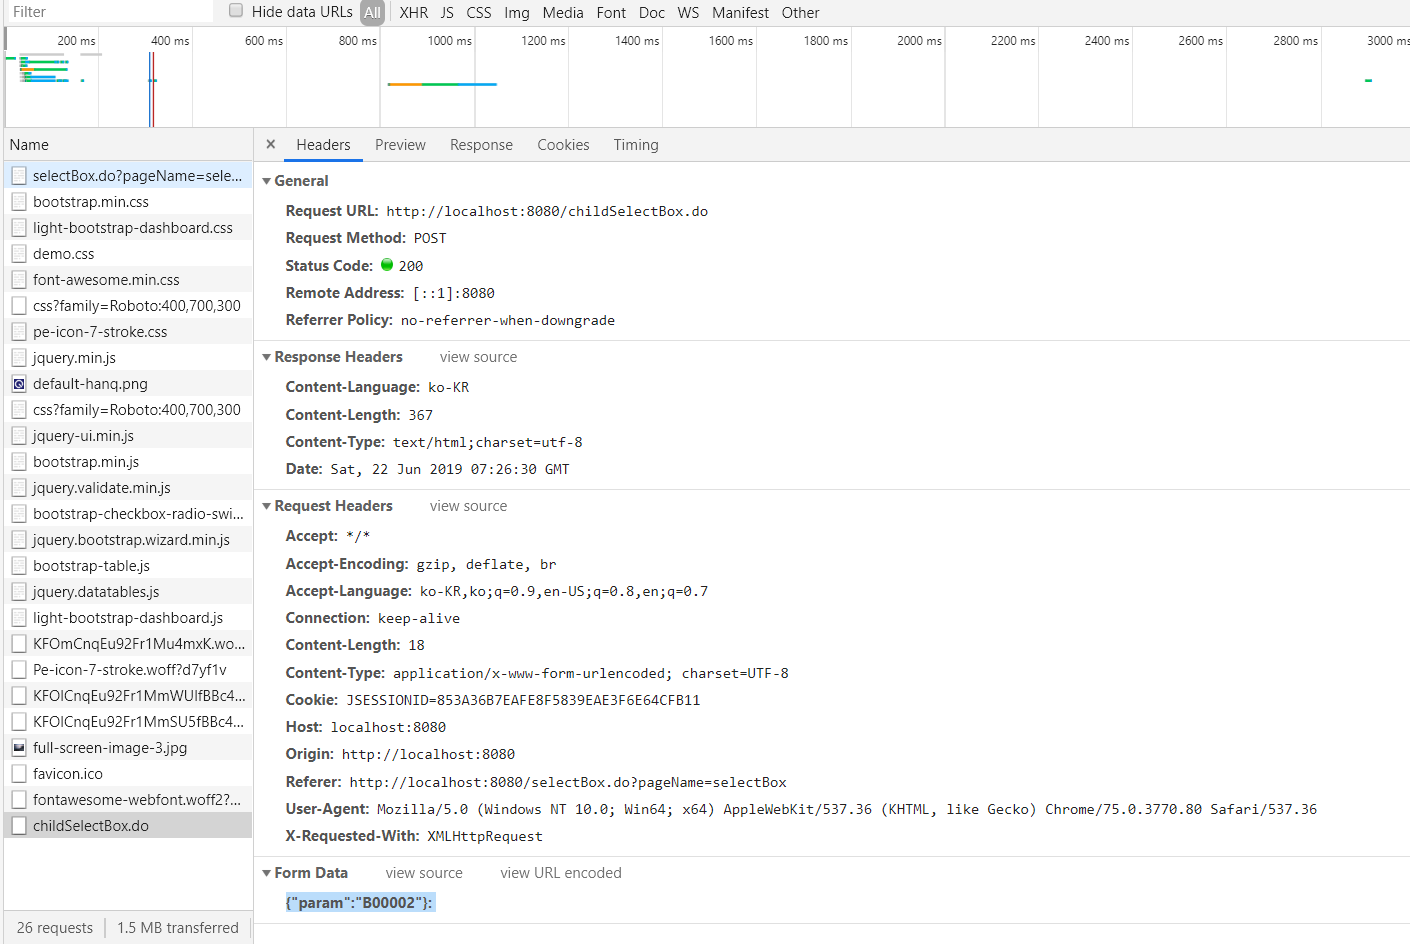 Filter Hide data URLs All XHR JS CSS Img Media Font Doc WS Manifest Other
200 ms 400 ms 600 ms 800 ms 1000 ms 1200 ms 1400 ms 1600 ms 1800 ms 2000 ms 2200 ms 2400 ms 2600 ms 2800 ms 3000 ms
Name
selectBox.do?pageName=sele...
bootstrap.min.css
light-bootstrap-dashboard.css
demo.css
font-awesome.min.css
css?family=Roboto:400,700,300
pe-icon-7-stroke.css
jquery.min.js
default-hanq.png
css?family=Roboto:400,700,300
jquery-ui.min.js
bootstrap.min.js
jquery.validate.min.js
bootstrap-checkbox-radio-swi...
jquery.bootstrap.wizard.min.js
bootstrap-table.js
jquery.datatables.js
light-bootstrap-dashboard.js
KFOmCnqEu92Fr1Mu4mxK.wo...
Pe-icon-7-stroke.woff?d7yf1v
KFOlCnqEu92Fr1MmWUlfBBc4...
KFOlCnqEu92Fr1MmSU5fBBc4...
full-screen-image-3.jpg
favicon.ico
fontawesome-webfont.woff2?...
childSelectBox.do
26 requests 1.5 MB transferred
× Headers Preview Response Cookies Timing
General
Request URL: http://localhost:8080/childSelectBox.do
Request Method: POST
Status Code: 200
Remote Address: [::1]:8080
Referrer Policy: no-referrer-when-downgrade
Response Headers view source
Content-Language: ko-KR
Content-Length: 367
Content-Type: text/html;charset=utf-8
Date: Sat, 22 Jun 2019 07:26:30 GMT
Request Headers view source
Accept: */*
Accept-Encoding: gzip, deflate, br
Accept-Language: ko-KR,ko;q=0.9,en-US;q=0.8,en;q=0.7
Connection: keep-alive
Content-Length: 18
Content-Type: application/x-www-form-urlencoded; charset=UTF-8
Cookie: JSESSIONID=853A36B7EAFE8F5839EAE3F6E64CFB11
Host: localhost:8080
Origin: http://localhost:8080
Referer: http://localhost:8080/selectBox.do?pageName=selectBox
User-Agent: Mozilla/5.0 (Windows NT 10.0; Win64; x64) AppleWebKit/537.36 (KHTML, like Gecko) Chrome/75.0.3770.80 Safari/537.36
X-Requested-With: XMLHttpRequest
Form Data view source view URL encoded
{"param":"B00002"}: